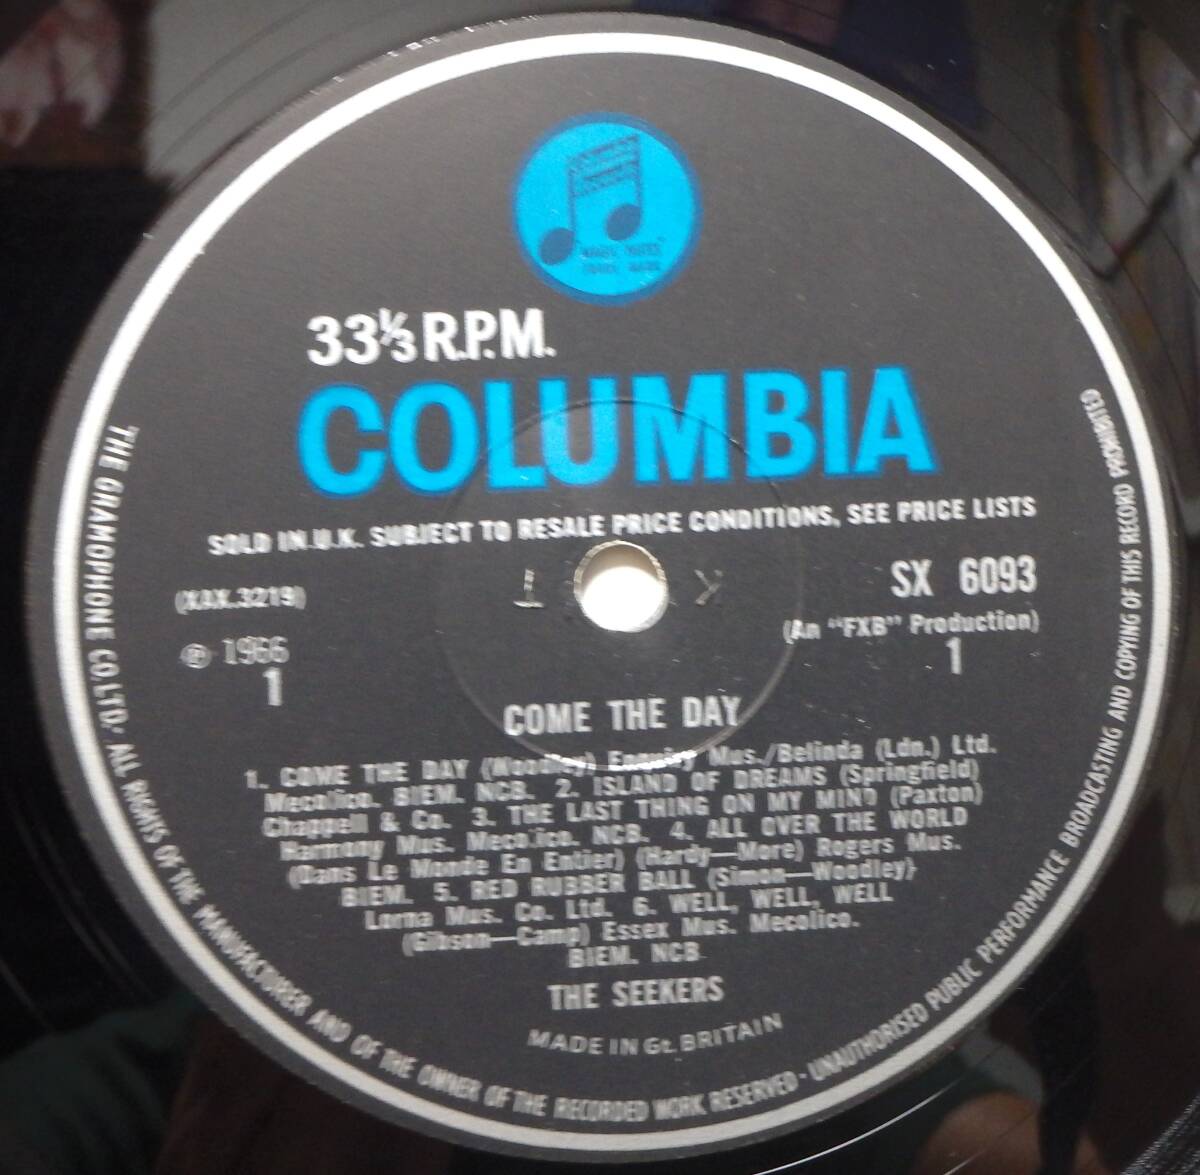 33⅓ R.P.M.
COLUMBIA
SOLD IN U.K. SUBJECT TO RESALE PRICE CONDITIONS, SEE PRICE LISTS
(XAX.3219)
SX 6093
℗ 1966
(An "FXB" Production)
1
1
COME THE DAY
1. COME THE DAY (Woodley) Enquiry Mus./Belinda (Ldn.) Ltd.
Mecolico. BIEM. NCB. 2. ISLAND OF DREAMS (Springfield)
Chappell & Co. 3. THE LAST THING ON MY MIND (Paxton)
Harmony Mus. Mecolico. NCB. 4. ALL OVER THE WORLD
(Dans Le Monde En Entier) (Hardy—More) Rogers Mus.
BIEM. 5. RED RUBBER BALL (Simon—Woodley)
Lorna Mus. Co. Ltd. 6. WELL, WELL, WELL
(Gibson—Camp) Essex Mus. Mecolico.
BIEM. NCB.
THE SEEKERS
MADE IN Gt. BRITAIN
THE GRAMOPHONE CO. LTD. ALL RIGHTS OF THE MANUFACTURER AND OF THE OWNER OF THE RECORDED WORK RESERVED · UNAUTHORISED PUBLIC PERFORMANCE BROADCASTING AND COPYING OF THIS RECORD PROHIBITED